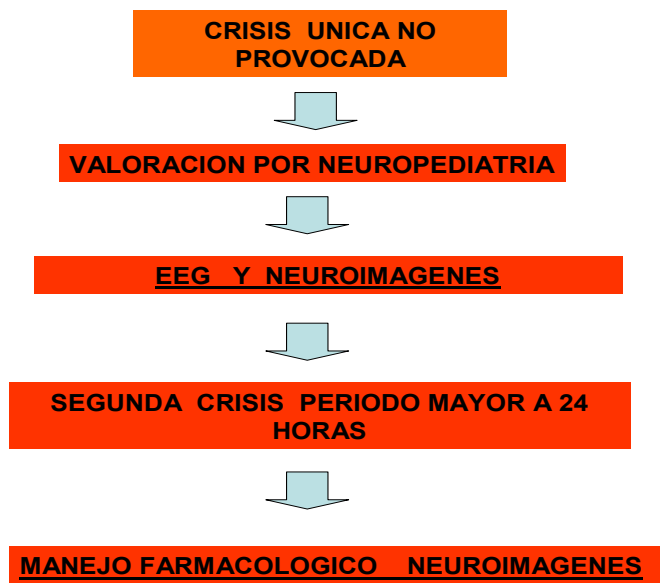 CRISIS UNICA NO
PROVOCADA
VALORACION POR NEUROPEDIATRIA
EEG Y NEUROIMAGENES
SEGUNDA CRISIS PERIODO MAYOR A 24
HORAS
MANEJO FARMACOLOGICO NEUROIMAGENES